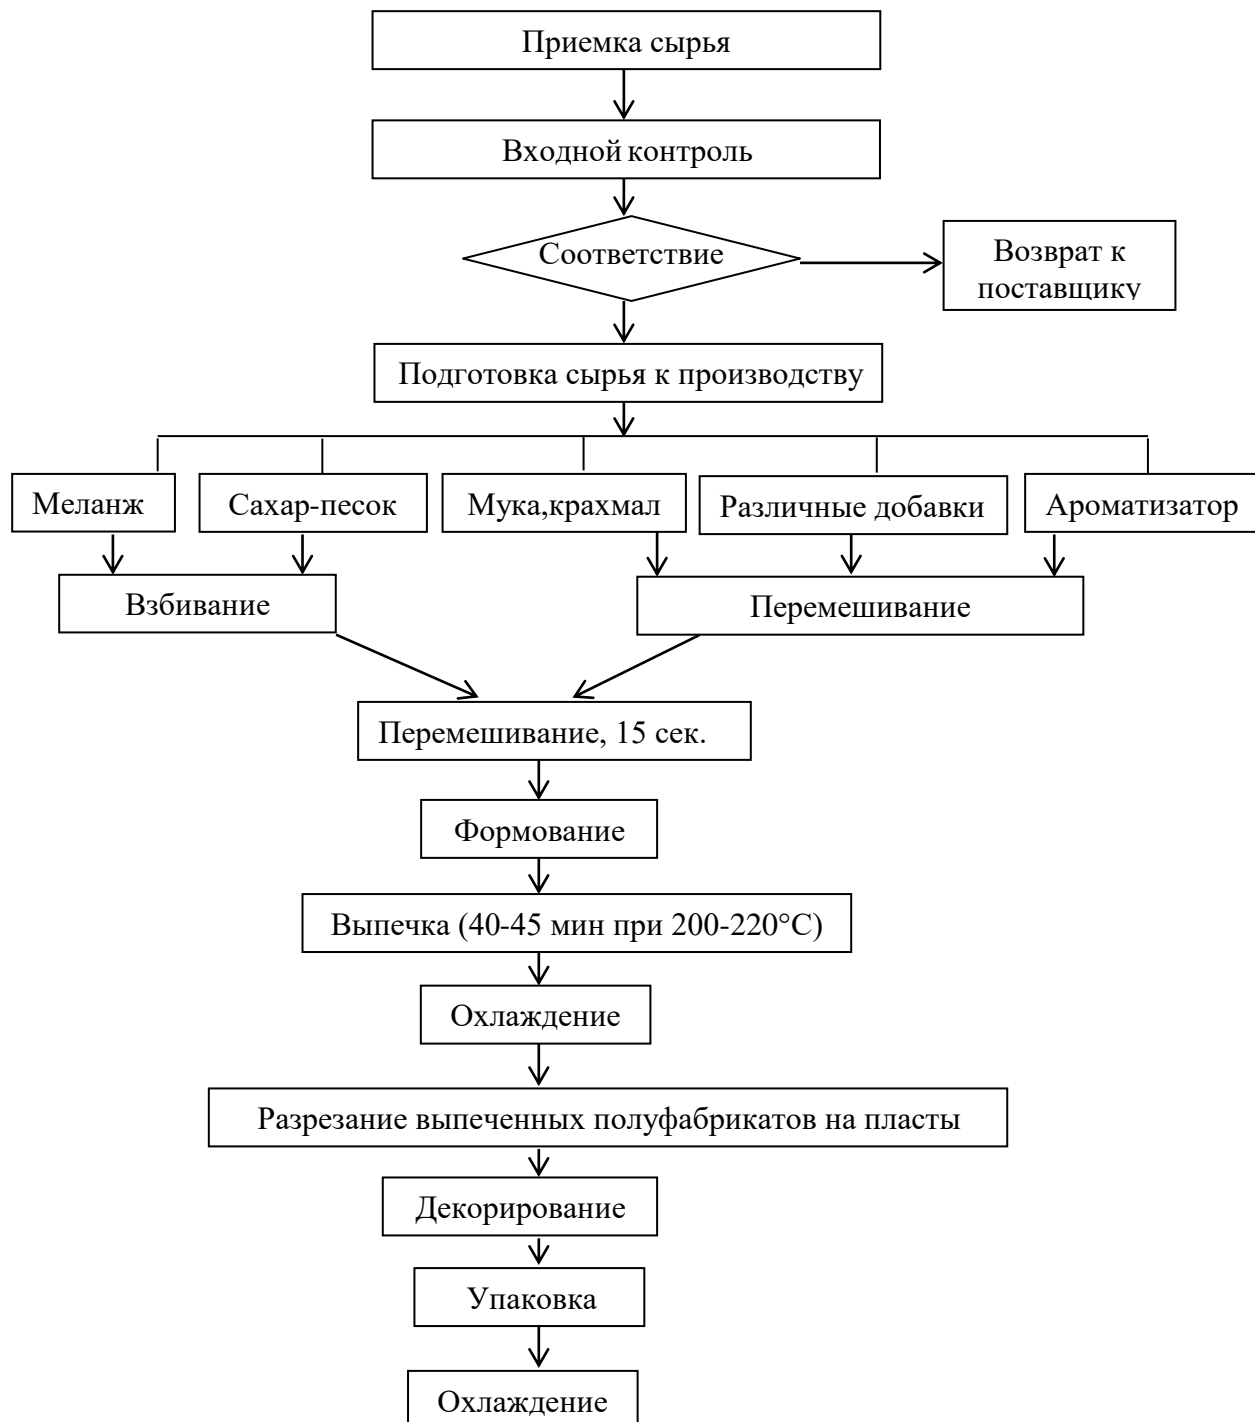 Приемка сырья
Входной контроль
Соответствие
Возврат к
поставщику
Подготовка сырья к производству
Меланж
Сахар-песок
Мука,крахмал
Различные добавки
Ароматизатор
Взбивание
Перемешивание
Перемешивание, 15 сек.
Формование
Выпечка (40-45 мин при 200-220°С)
Охлаждение
Разрезание выпеченных полуфабрикатов на пласты
Декорирование
Упаковка
Охлаждение